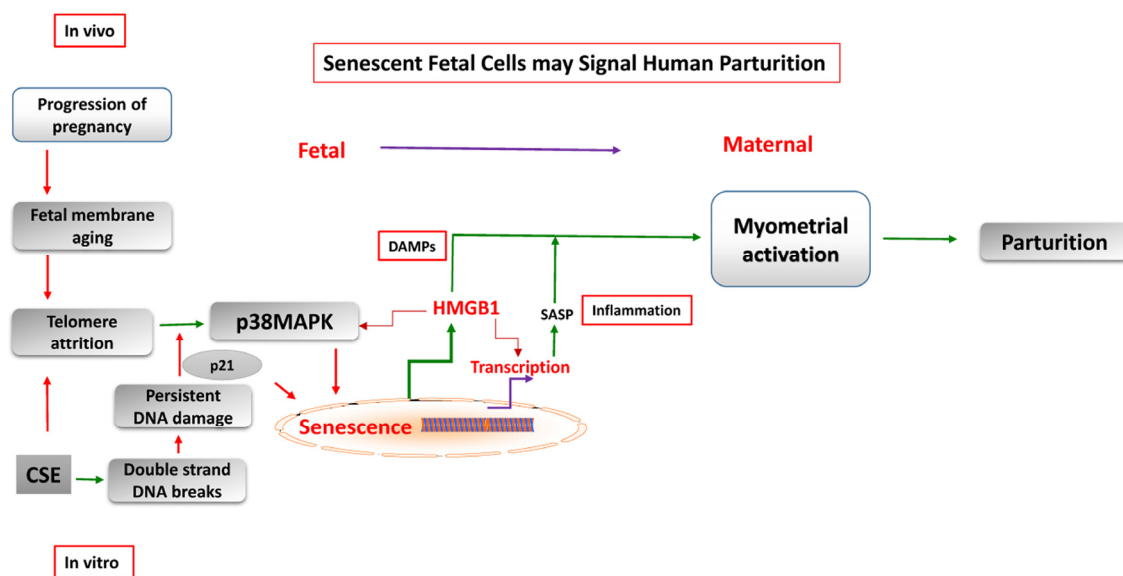 In vivo
Senescent Fetal Cells may Signal Human Parturition
Progression of
pregnancy
Fetal
Maternal
Fetal membrane
aging
DAMPs
Myometrial
activation
Parturition
HMGB1
SASP
Inflammation
Telomere
attrition
p38MAPK
p21
Transcription
Persistent
DNA damage
Senescence
CSE
Double strand
DNA breaks
In vitro